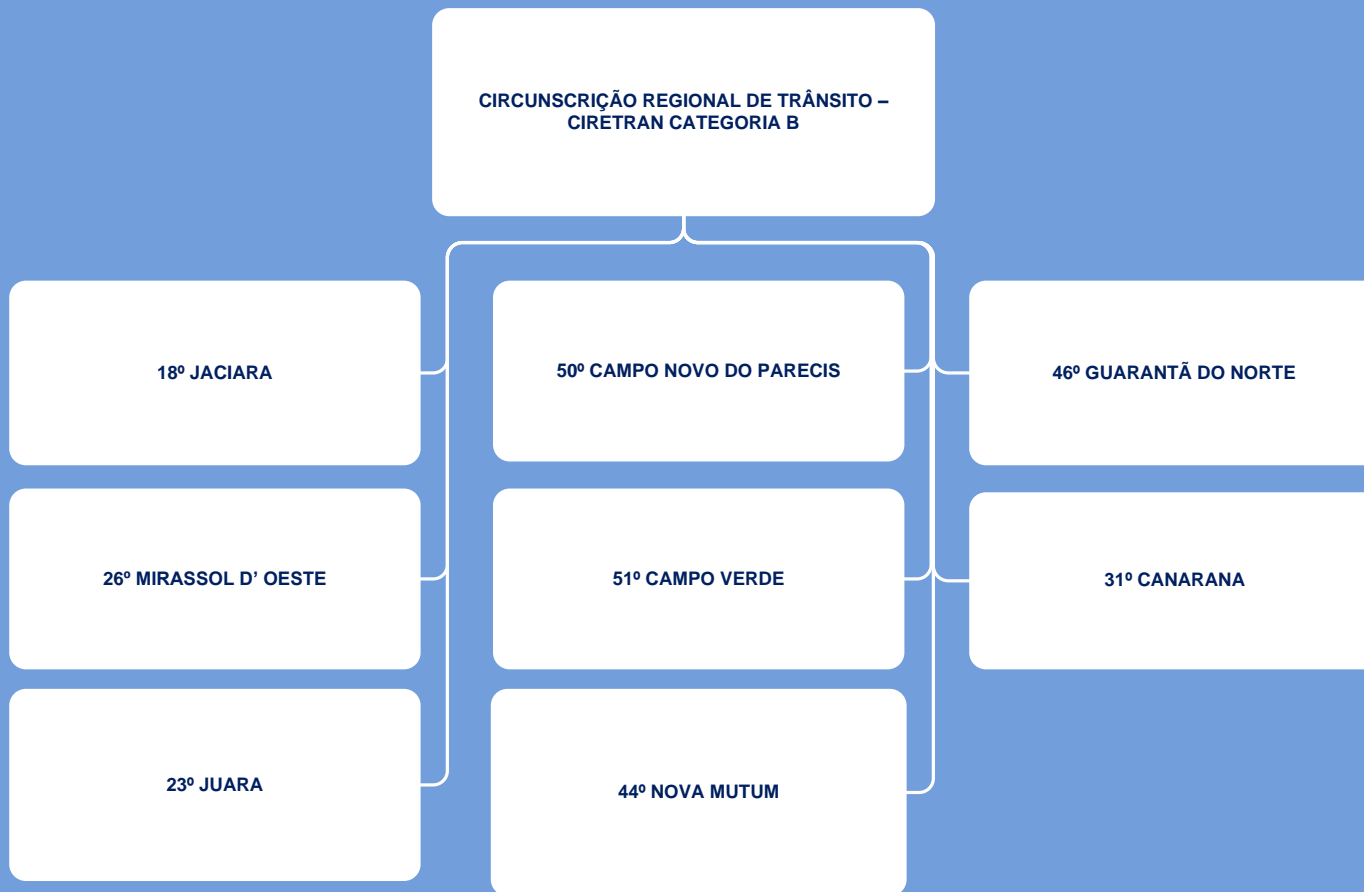 CIRCUNSCRIÇÃO REGIONAL DE TRÂNSITO –
CIRETRAN CATEGORIA B
18º JACIARA
50º CAMPO NOVO DO PARECIS
46º GUARANTÃ DO NORTE
26º MIRASSOL D’ OESTE
51º CAMPO VERDE
31º CANARANA
23º JUARA
44º NOVA MUTUM